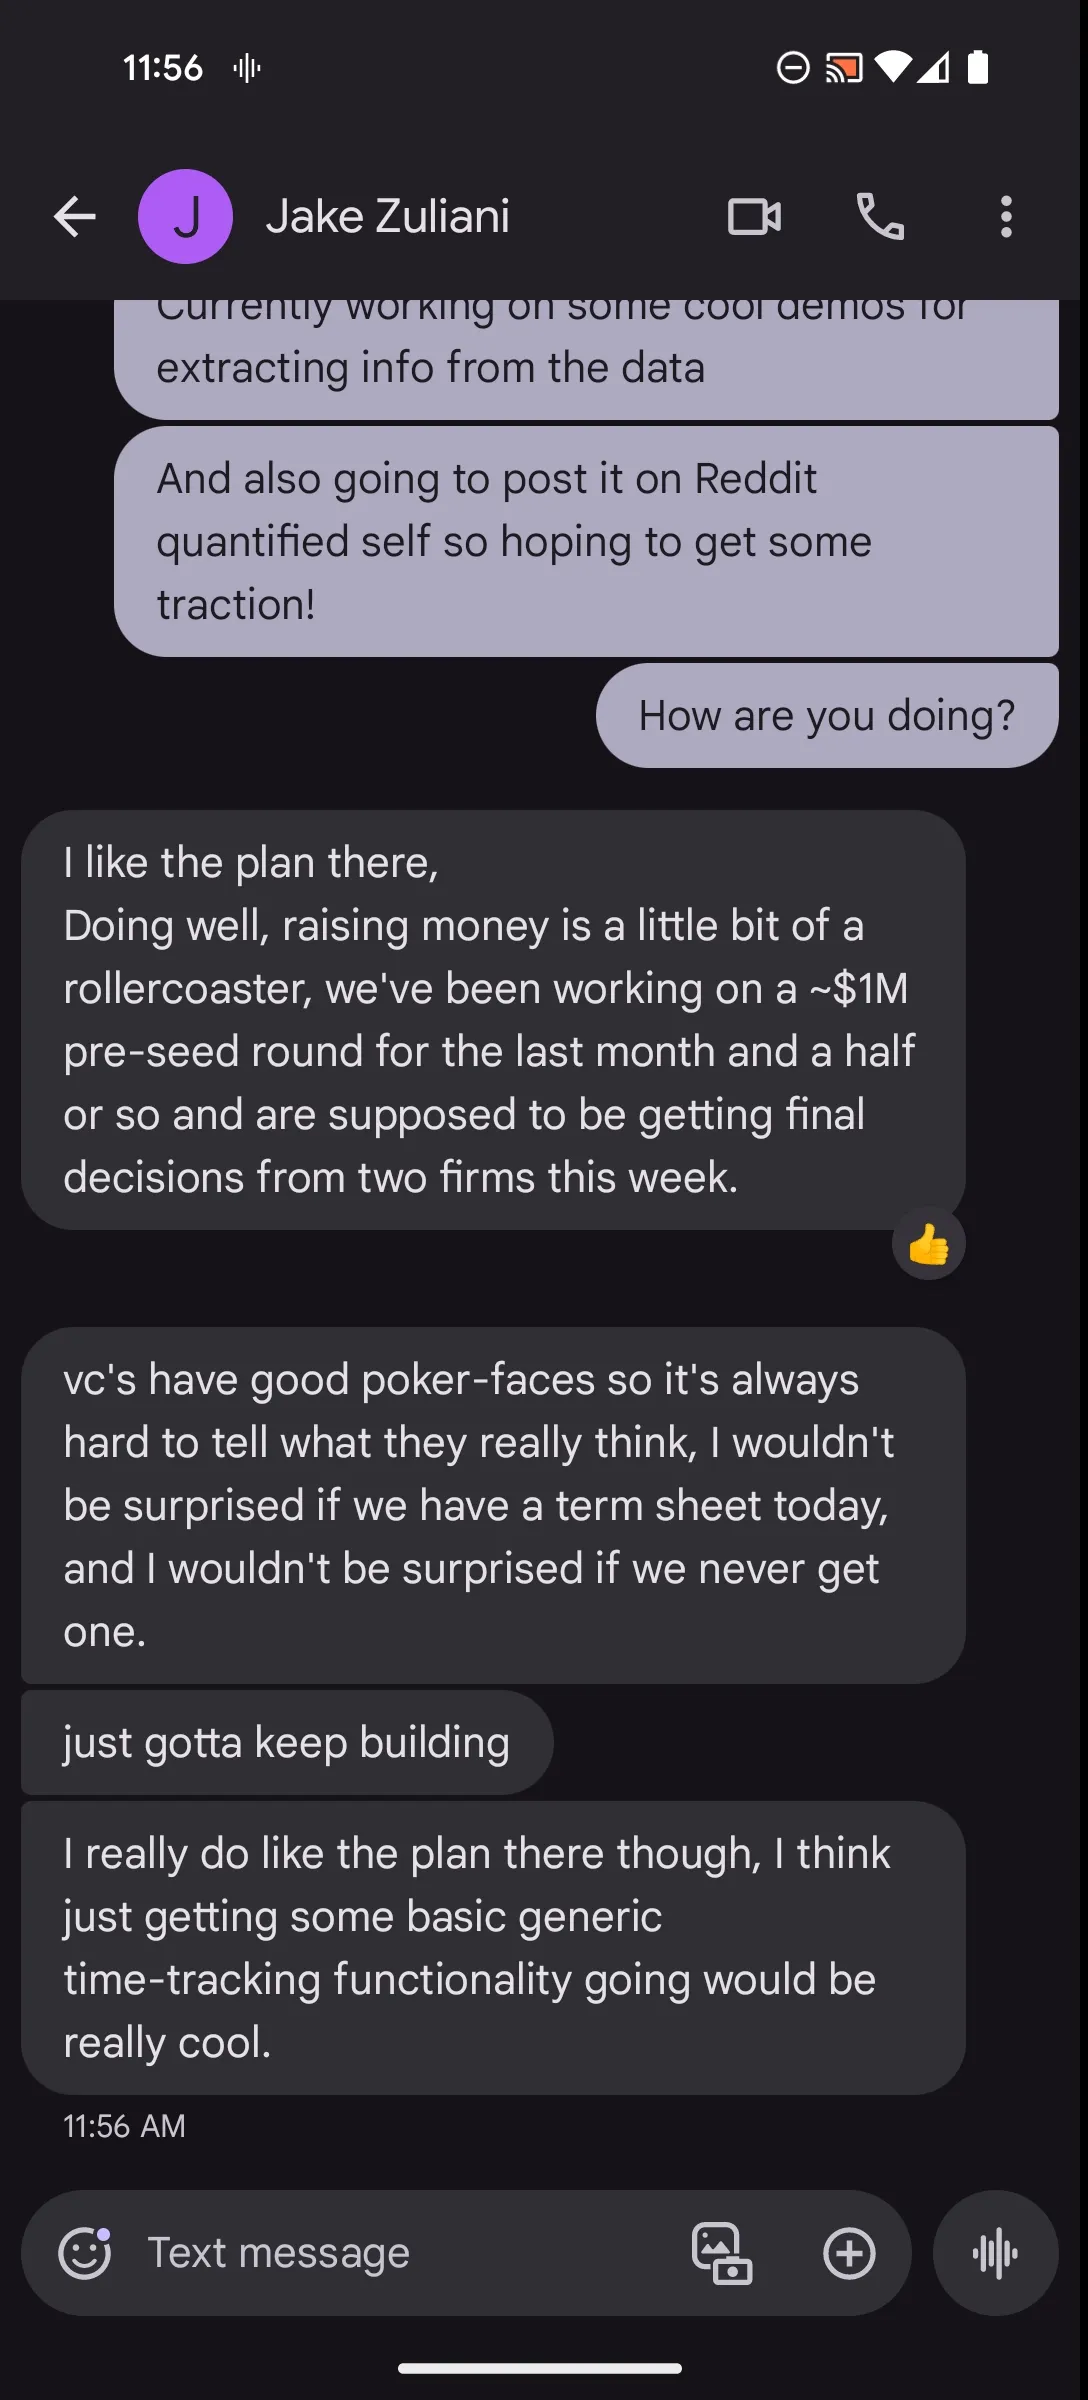 11:56
J
Jake Zuliani
Currently working on some cool demos for
extracting info from the data
And also going to post it on Reddit
quantified self so hoping to get some
traction!
How are you doing?
I like the plan there,
Doing well, raising money is a little bit of a
rollercoaster, we've been working on a ~$1M
pre-seed round for the last month and a half
or so and are supposed to be getting final
decisions from two firms this week.
vc's have good poker-faces so it's always
hard to tell what they really think, I wouldn't
be surprised if we have a term sheet today,
and I wouldn't be surprised if we never get
one.
just gotta keep building
I really do like the plan there though, I think
just getting some basic generic
time-tracking functionality going would be
really cool.
11:56 AM
Text message